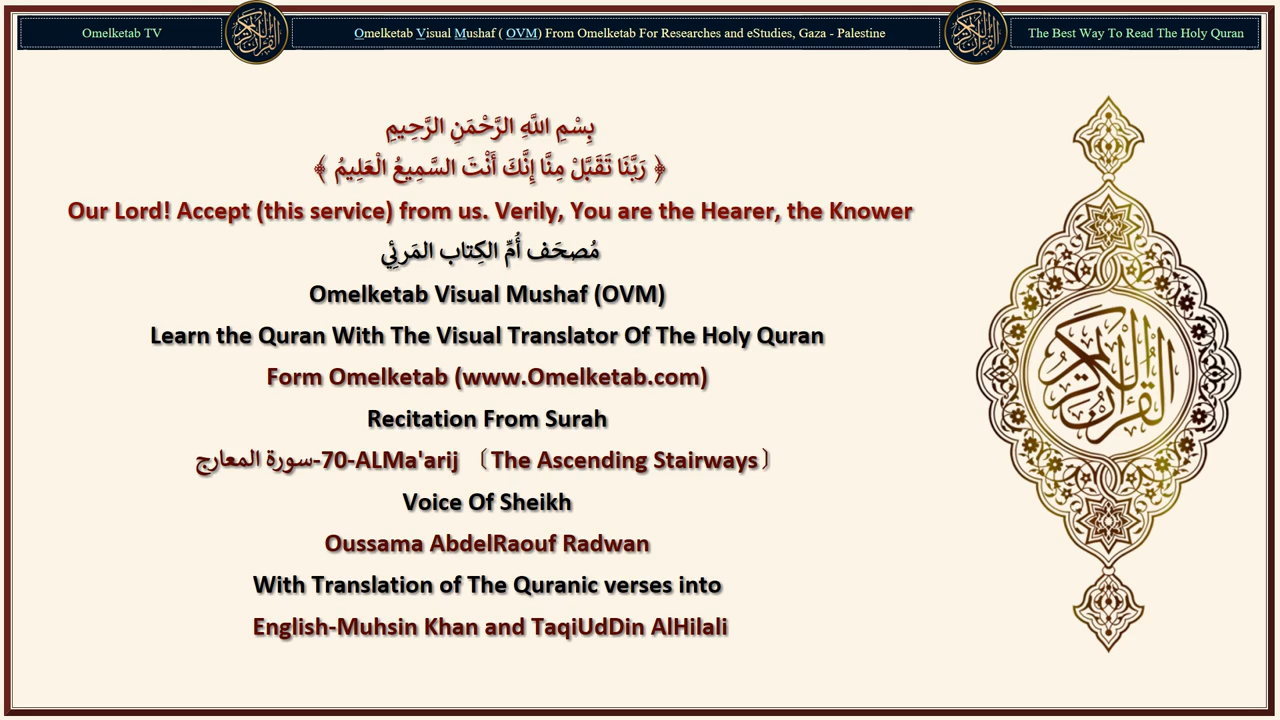 Omelketab TV
Omelketab Visual Mushaf ( OVM) From Omelketab For Researches and eStudies, Gaza - Palestine
The Best Way To Read The Holy Quran
بِسْمِ اللَّهِ الرَّحْمَنِ الرَّحِيمِ
﴿ رَبَّنَا تَقَبَّلْ مِنَّا إِنَّكَ أَنْتَ السَّمِيعُ الْعَلِيمُ ﴾
Our Lord! Accept (this service) from us. Verily, You are the Hearer, the Knower
مُصحَف أُمِّ الكِتاب المَرئِي
Omelketab Visual Mushaf (OVM)
Learn the Quran With The Visual Translator Of The Holy Quran
Form Omelketab (www.Omelketab.com)
Recitation From Surah
سورة المعارج-70-ALMa'arij 〔The Ascending Stairways〕
Voice Of Sheikh
Oussama AbdelRaouf Radwan
With Translation of The Quranic verses into
English-Muhsin Khan and TaqiUdDin AlHilali
القرآن الكريم